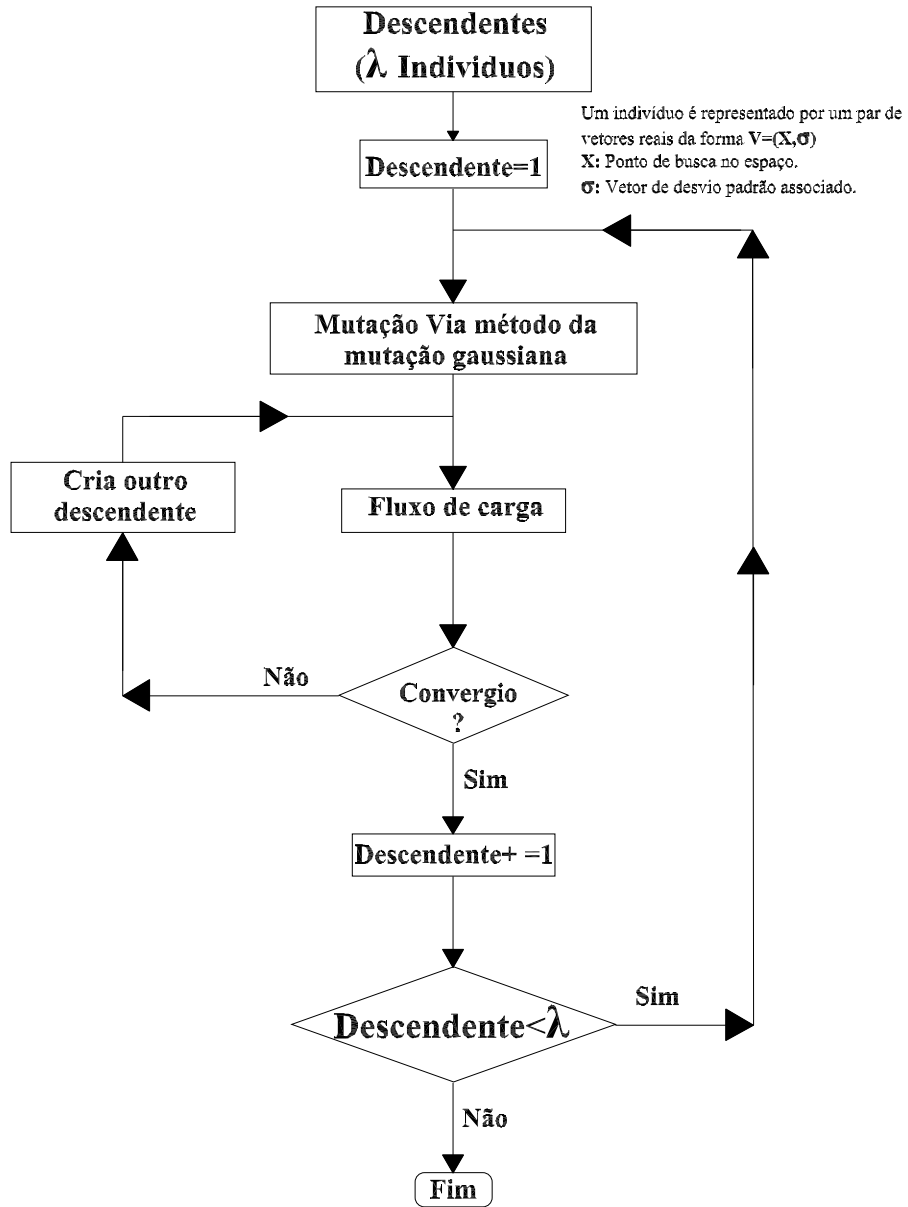 Descendentes
(λ Individuos)
Um indivíduo é representado por um par de
vetores reais da forma V=(X,σ)
X: Ponto de busca no espaço.
σ: Vetor de desvio padrão associado.
Descendente=1
Mutação Via método da
mutação gaussiana
Cria outro
descendente
Fluxo de carga
Não
Convergio
?
Sim
Descendente+ =1
Descendente<λ
Sim
Não
Fim